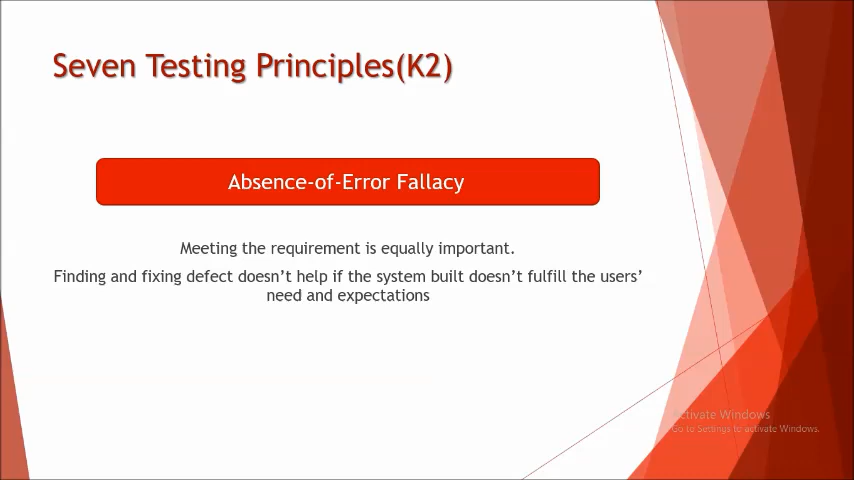 Seven Testing Principles(K2)
Absence-of-Error Fallacy
Meeting the requirement is equally important.
Finding and fixing defect doesn’t help if the system built doesn’t fulfill the users’
need and expectations
Activate Windows
Go to Settings to activate Windows.